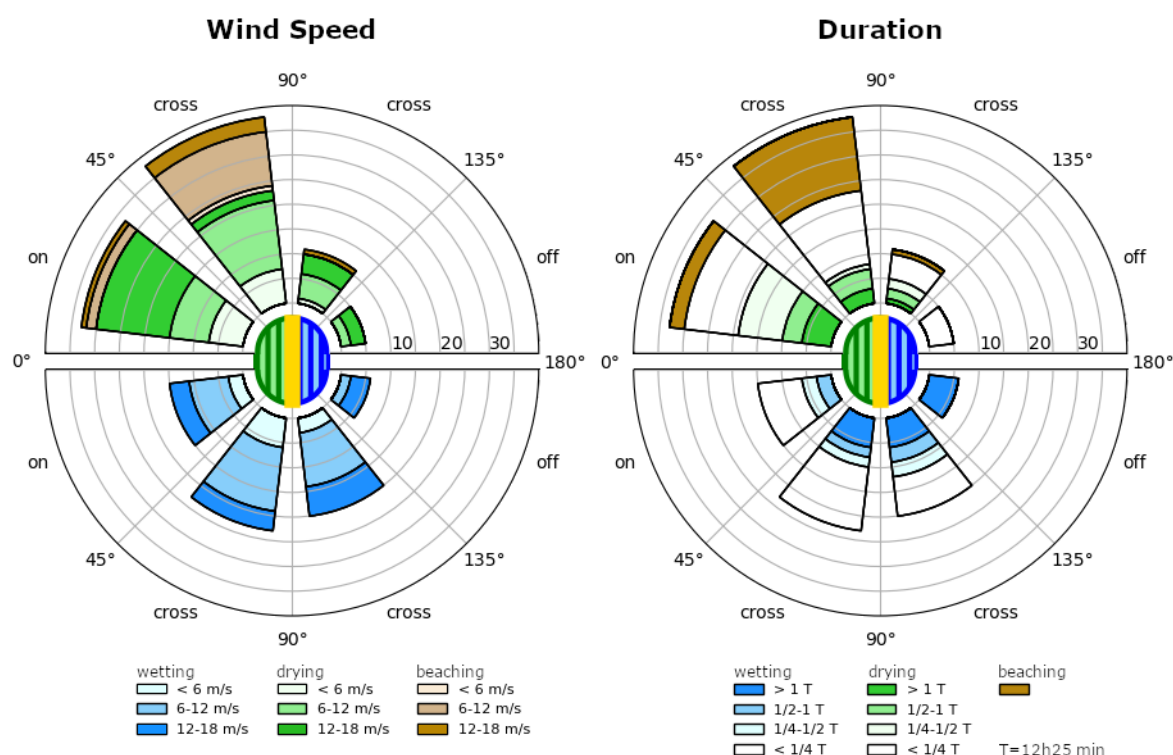 Wind Speed Duration
90° 90°
cross cross cross cross
45° 135° 45° 135°
on off on off
10 20 30 10 20 30
0° 180° 0° 180°
on off on off
45° 135° 45° 135°
cross cross cross cross
90° 90°
wetting drying beaching wetting drying beaching
< 6 m/s < 6 m/s < 6 m/s > 1 T > 1 T
6-12 m/s 6-12 m/s 6-12 m/s 1/2-1 T 1/2-1 T
12-18 m/s 12-18 m/s 12-18 m/s 1/4-1/2 T 1/4-1/2 T
< 1/4 T < 1/4 T T=12h25 min